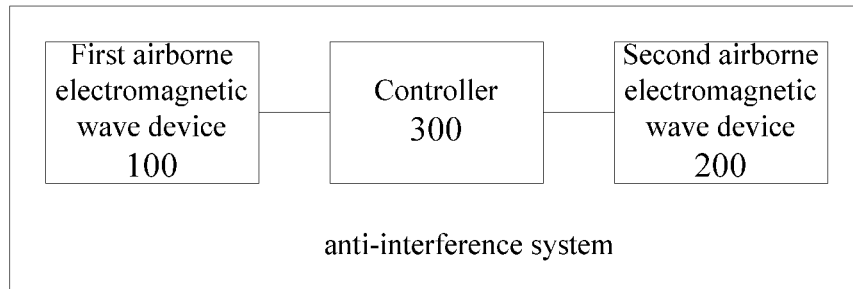 First airborne
electromagnetic
wave device
100
Controller
300
Second airborne
electromagnetic
wave device
200
anti-interference system